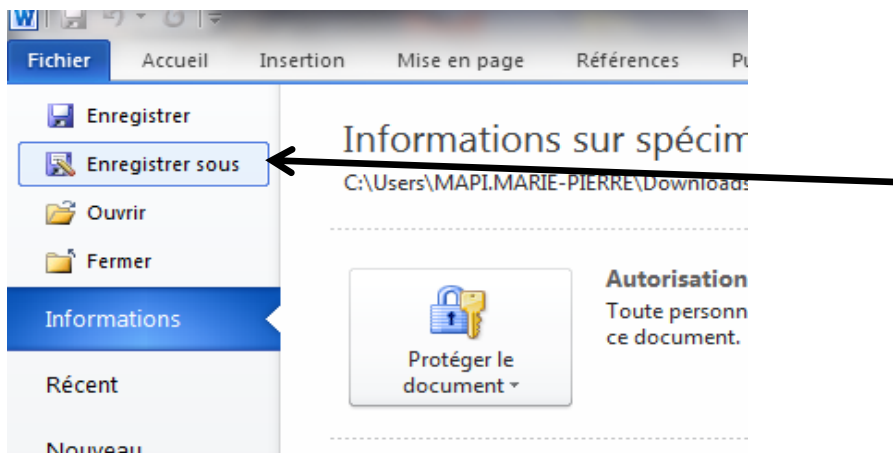 W
Fichier Accueil Insertion Mise en page Références
Enregistrer
Enregistrer sous
Ouvrir
Fermer
Informations
Récent
Nouveau
Informations sur spécim
C:\Users\MAPI.MARIE-PIERRE\Downloads
Protéger le
document
Autorisation
Toute personn
ce document.